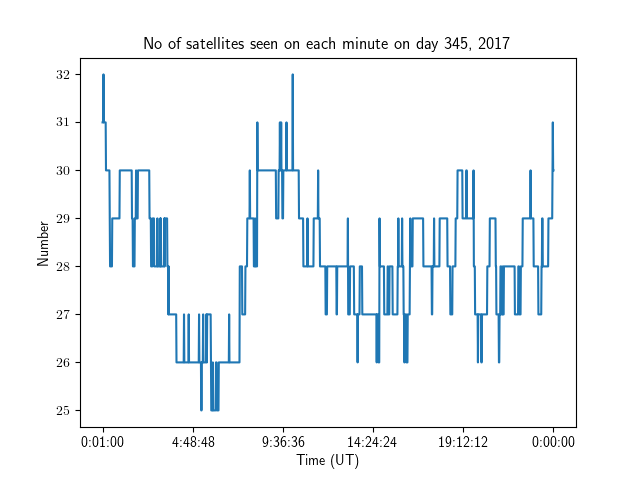 No of satellites seen on each minute on day 345, 2017
32
31
30
29
28
27
26
25
Number
0:01:00 4:48:48 9:36:36 14:24:24 19:12:12 0:00:00
Time (UT)